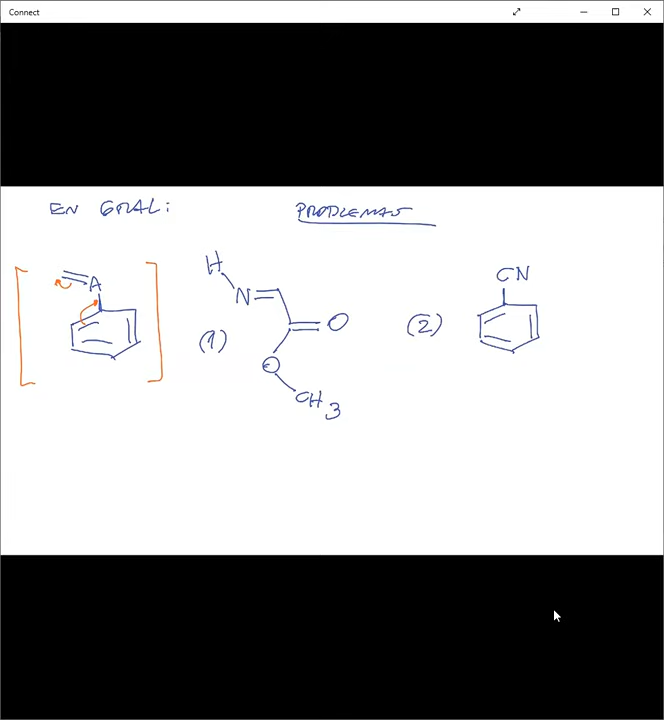 Connect
EN GRAL:
PROBLEMAS
H
CN
A
N
O
(1)
(2)
O
CH3